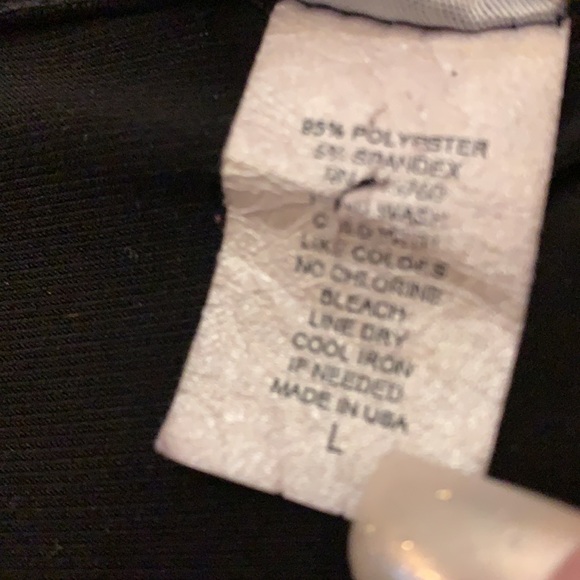 95% POLYESTER
5% SPANDEX
WASH
LIKE COLORS
NO CHLORINE
BLEACH
LINE DRY
COOL IRON
IF NEEDED
MADE IN USA
L